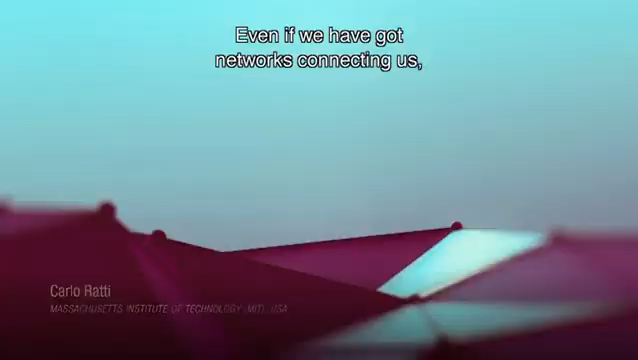 Even if we have got
networks connecting us,
Carlo Ratti
MASSACHUSETTS INSTITUTE OF TECHNOLOGY (MIT), USA